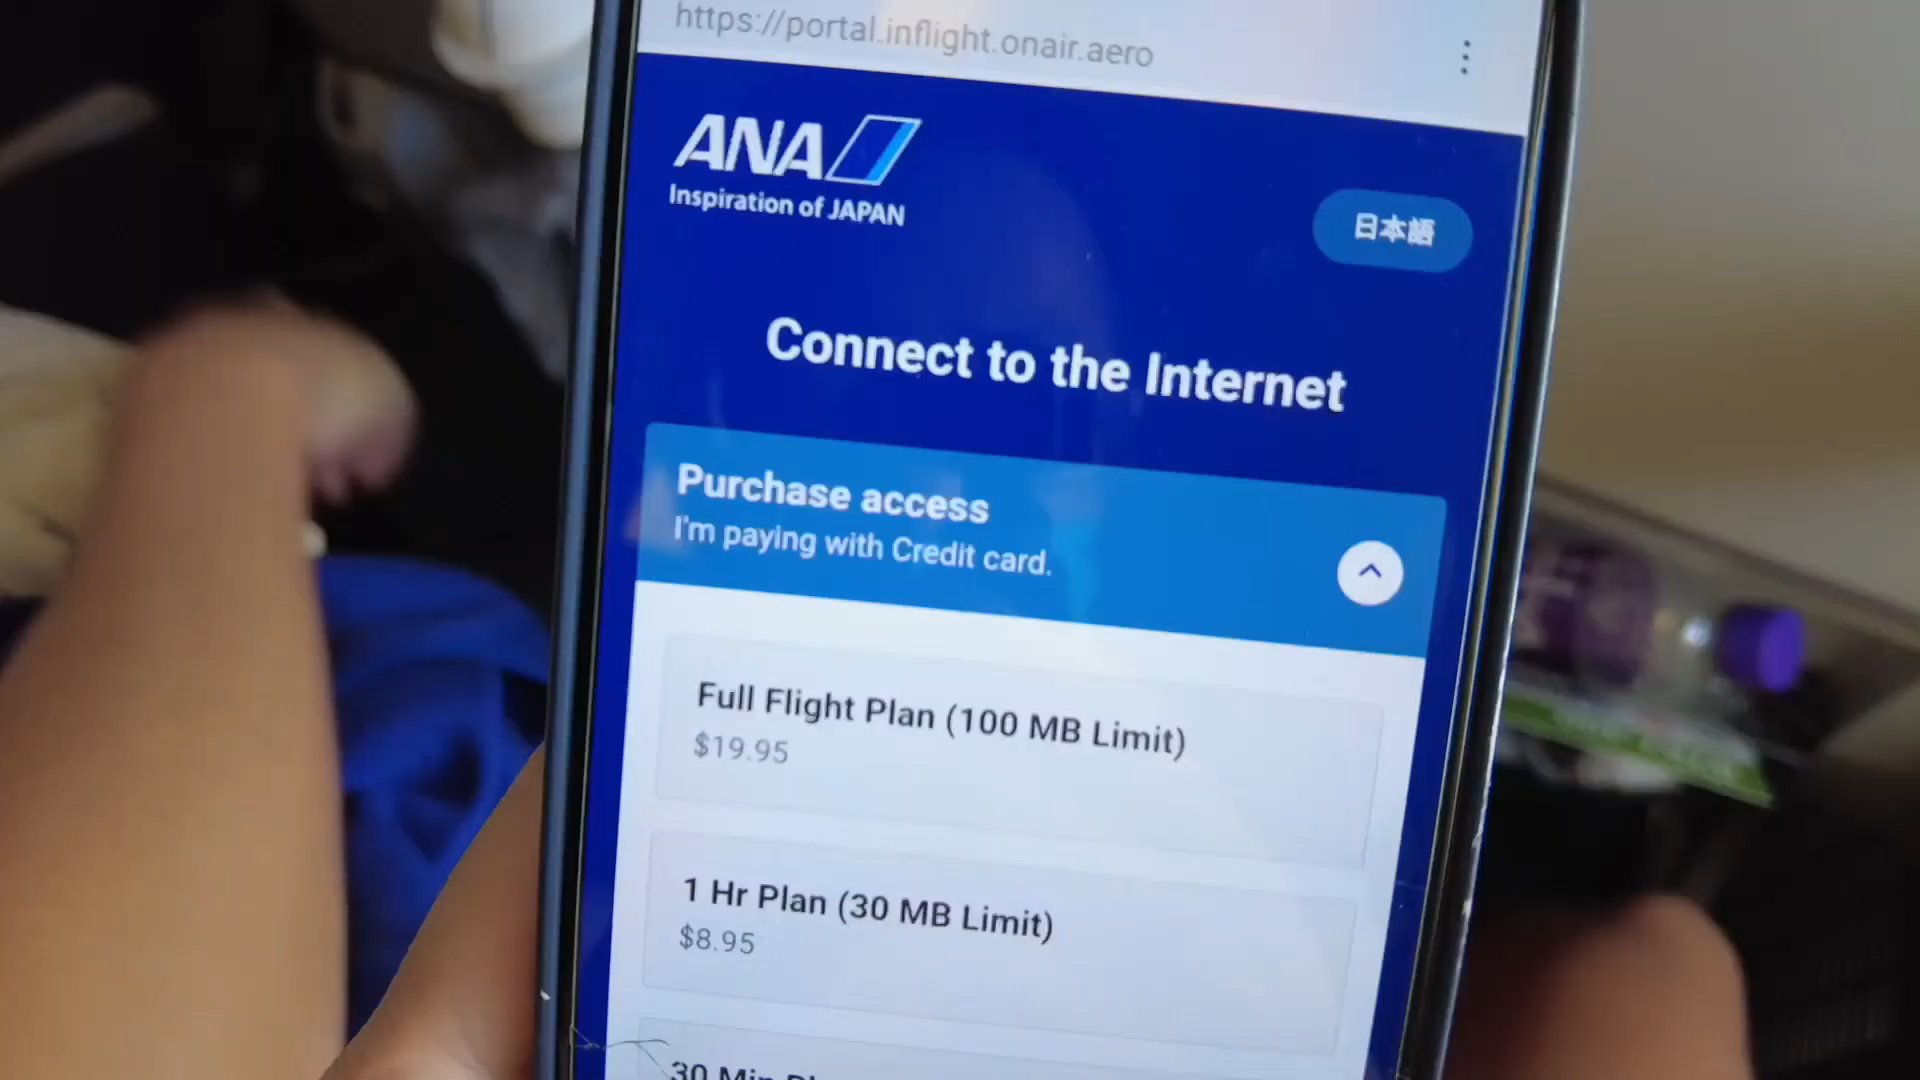 https://portal.inflight.onair.aero
ANA
Inspiration of JAPAN
日本語
Connect to the Internet
Purchase access
I'm paying with Credit card.
Full Flight Plan (100 MB Limit)
$19.95
1 Hr Plan (30 MB Limit)
$8.95
30 Min